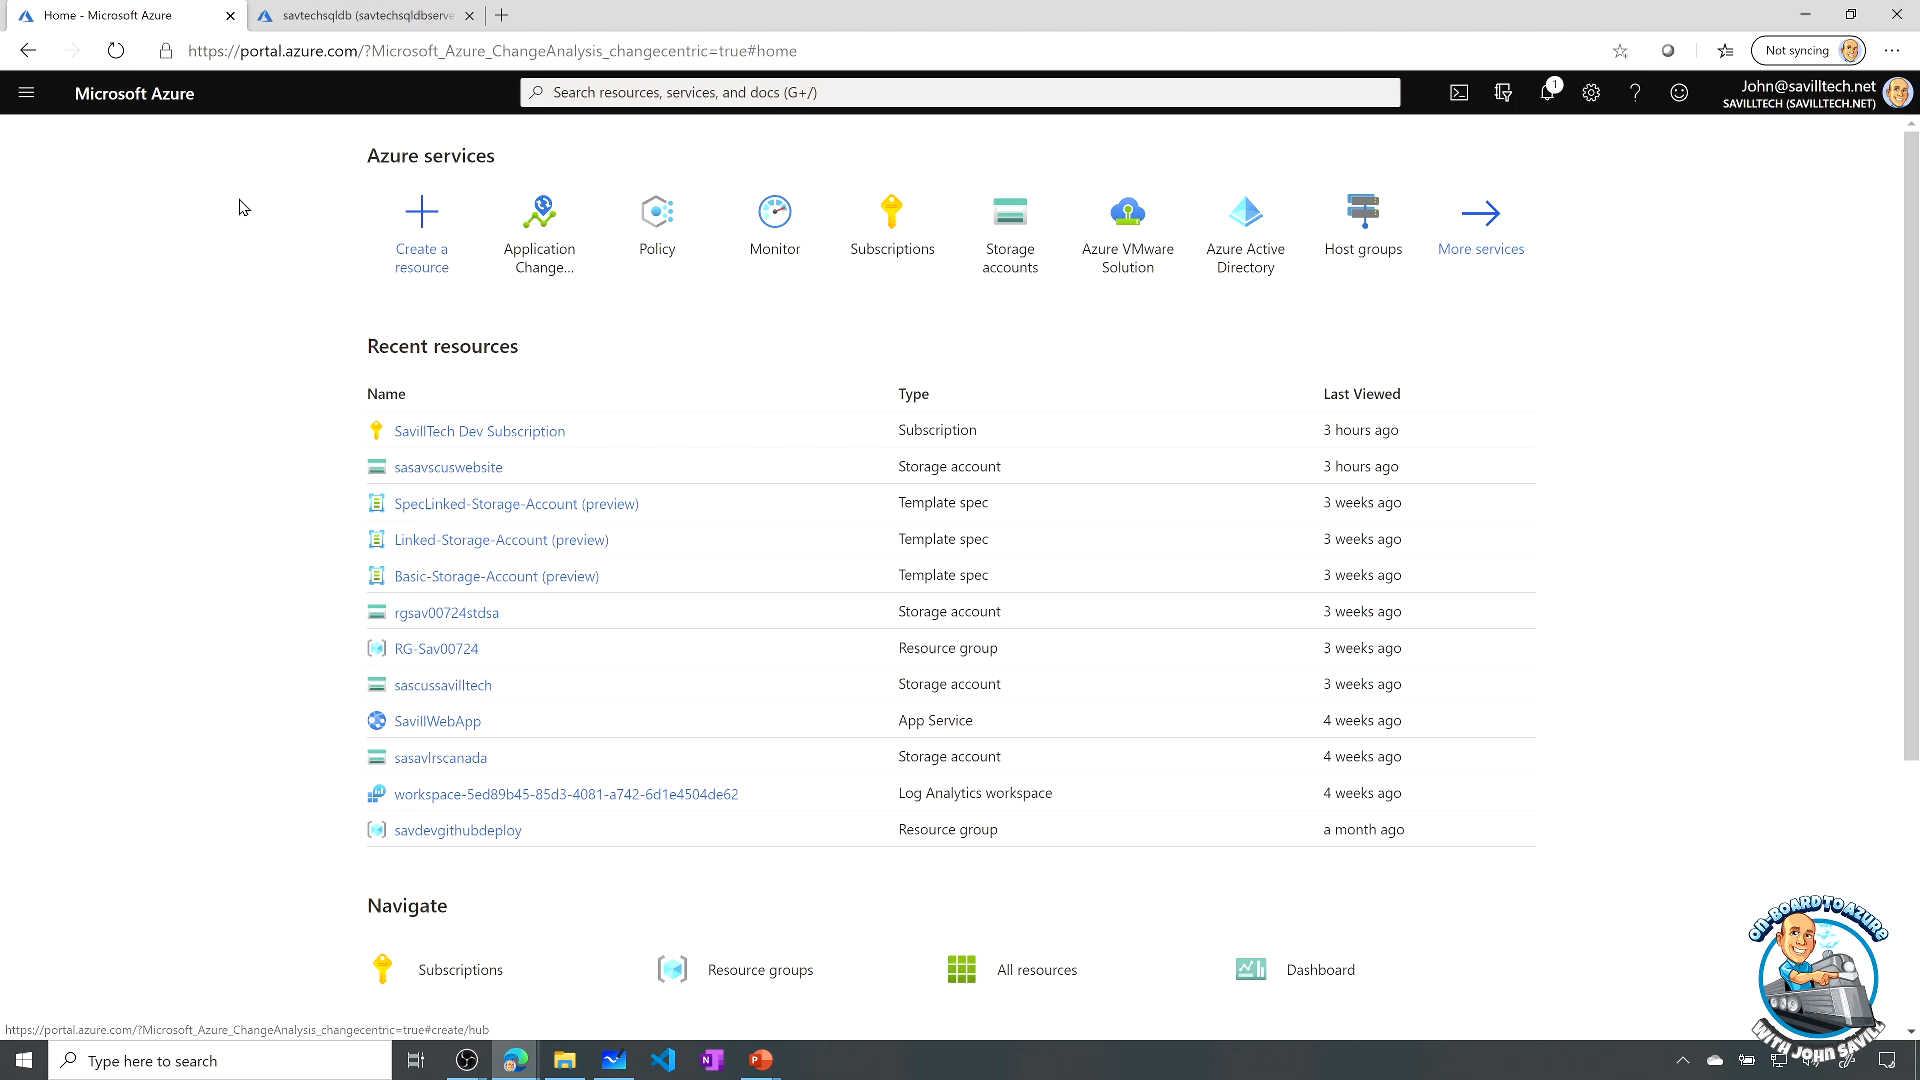 Home - Microsoft Azure
savtechsqldb (savtechsqldbserve
https://portal.azure.com/?Microsoft_Azure_ChangeAnalysis_changecentric=true#home
Not syncing
Microsoft Azure
Search resources, services, and docs (G+/)
1
John@savilltech.net
SAVILLTECH (SAVILLTECH.NET)
Azure services
Create a resource
Application Change...
Policy
Monitor
Subscriptions
Storage accounts
Azure VMware Solution
Azure Active Directory
Host groups
More services
Recent resources
Name Type Last Viewed
SavillTech Dev Subscription Subscription 3 hours ago
sasavscuswebsite Storage account 3 hours ago
SpecLinked-Storage-Account (preview) Template spec 3 weeks ago
Linked-Storage-Account (preview) Template spec 3 weeks ago
Basic-Storage-Account (preview) Template spec 3 weeks ago
rgsav00724stdsa Storage account 3 weeks ago
RG-Sav00724 Resource group 3 weeks ago
sascussavilltech Storage account 3 weeks ago
SavillWebApp App Service 4 weeks ago
sasavlrscanada Storage account 4 weeks ago
workspace-5ed89b45-85d3-4081-a742-6d1e4504de62 Log Analytics workspace 4 weeks ago
savdevgithubdeploy Resource group a month ago
Navigate
Subscriptions
Resource groups
All resources
Dashboard
ON-BOARD TO AZURE
WITH JOHN SAVILL
https://portal.azure.com/?Microsoft_Azure_ChangeAnalysis_changecentric=true#create/hub
Type here to search